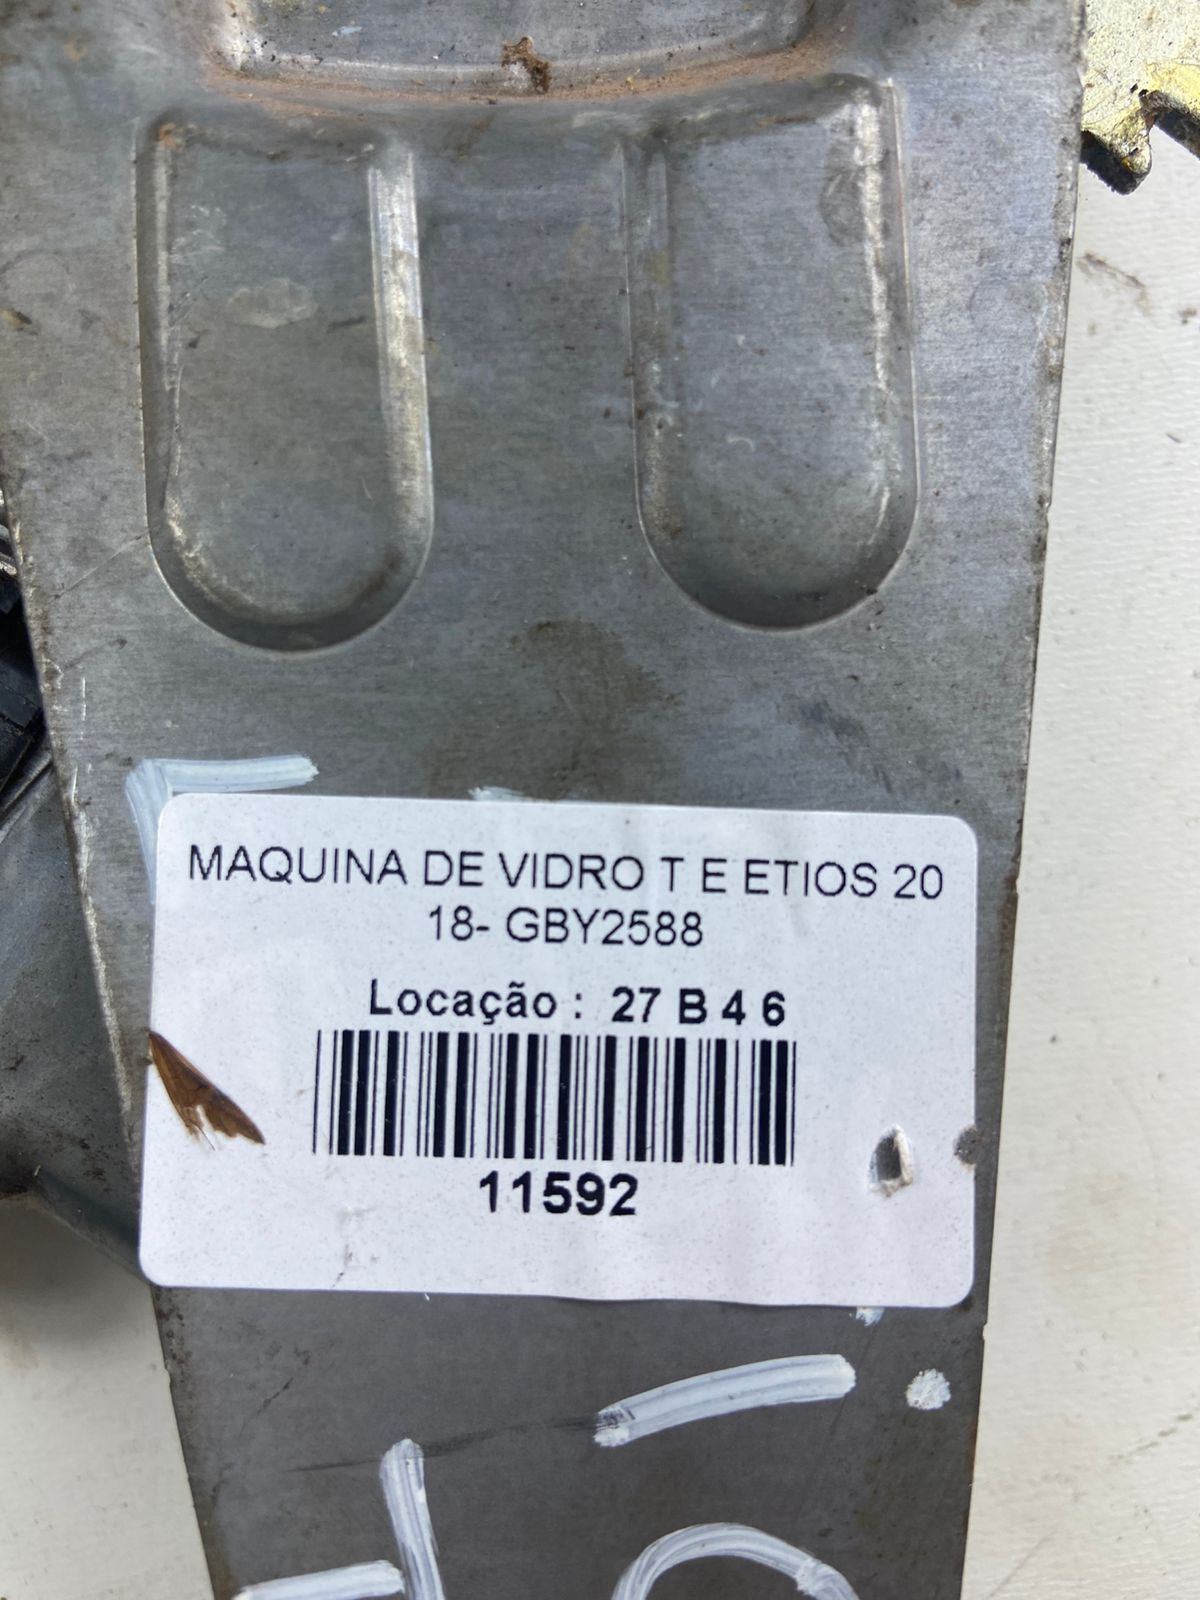 MAQUINA DE VIDRO T E ETIOS 20
18- GBY2588
Locação : 27 B 4 6
11592